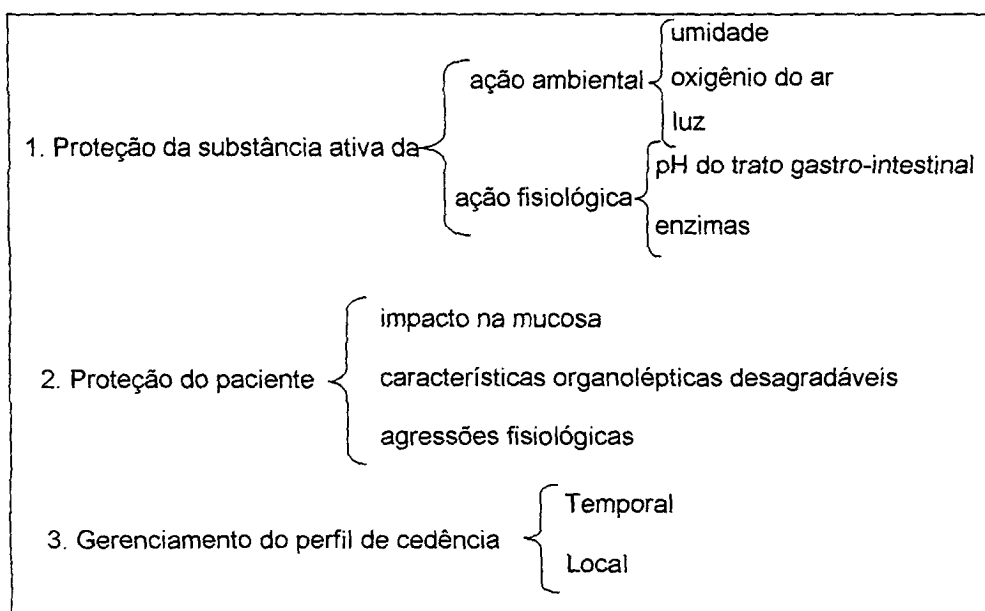 umidade
ação ambiental
oxigênio do ar
luz
1. Proteção da substância ativa da
pH do trato gastro-intestinal
ação fisiológica
enzimas
impacto na mucosa
2. Proteção do paciente
características organolépticas desagradáveis
agressões fisiológicas
Temporal
3. Gerenciamento do perfil de cedência
Local